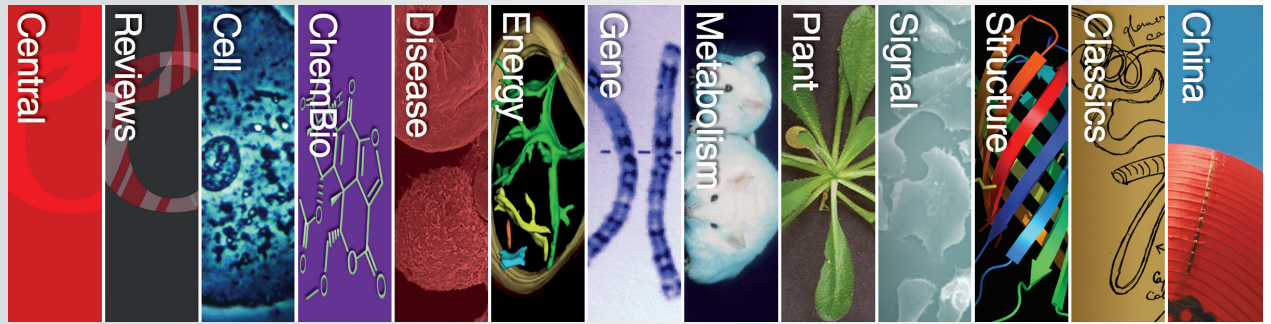 Central
Reviews
Cell
ChemBio
Disease
Energy
Gene
Metabolism
Plant
Signal
Structure
Classics
China